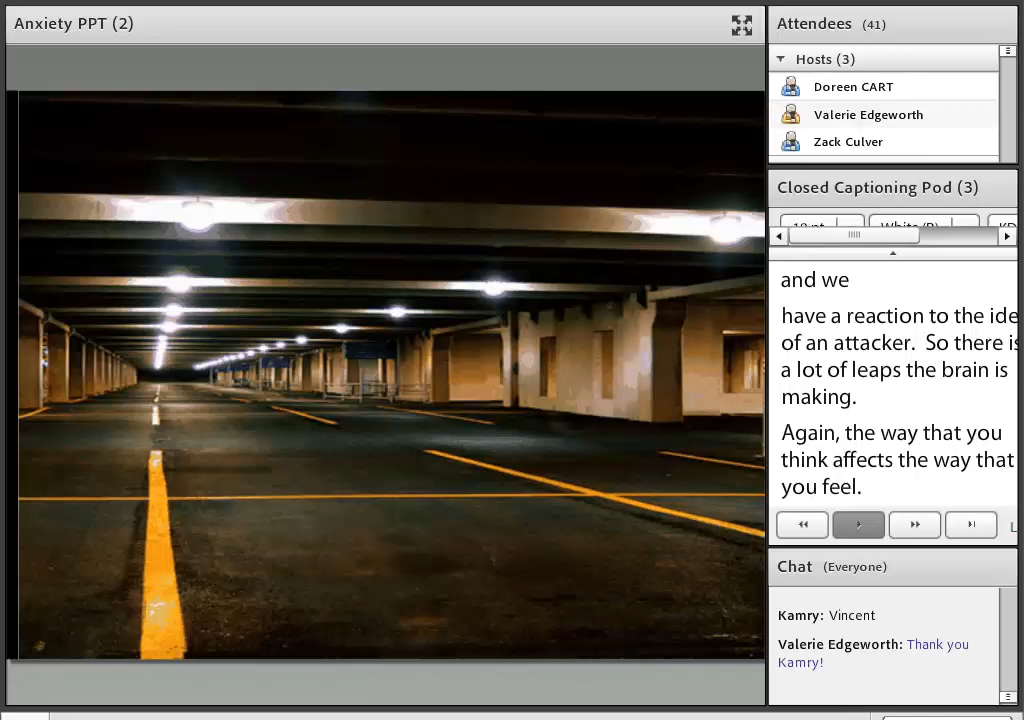 Anxiety PPT (2)
Attendees (41)
Hosts (3)
Doreen CART
Valerie Edgeworth
Zack Culver
Closed Captioning Pod (3)
and we
have a reaction to the ide
of an attacker. So there is
a lot of leaps the brain is
making.
Again, the way that you
think affects the way that
you feel.
Chat (Everyone)
Kamry: Vincent
Valerie Edgeworth: Thank you
Kamry!